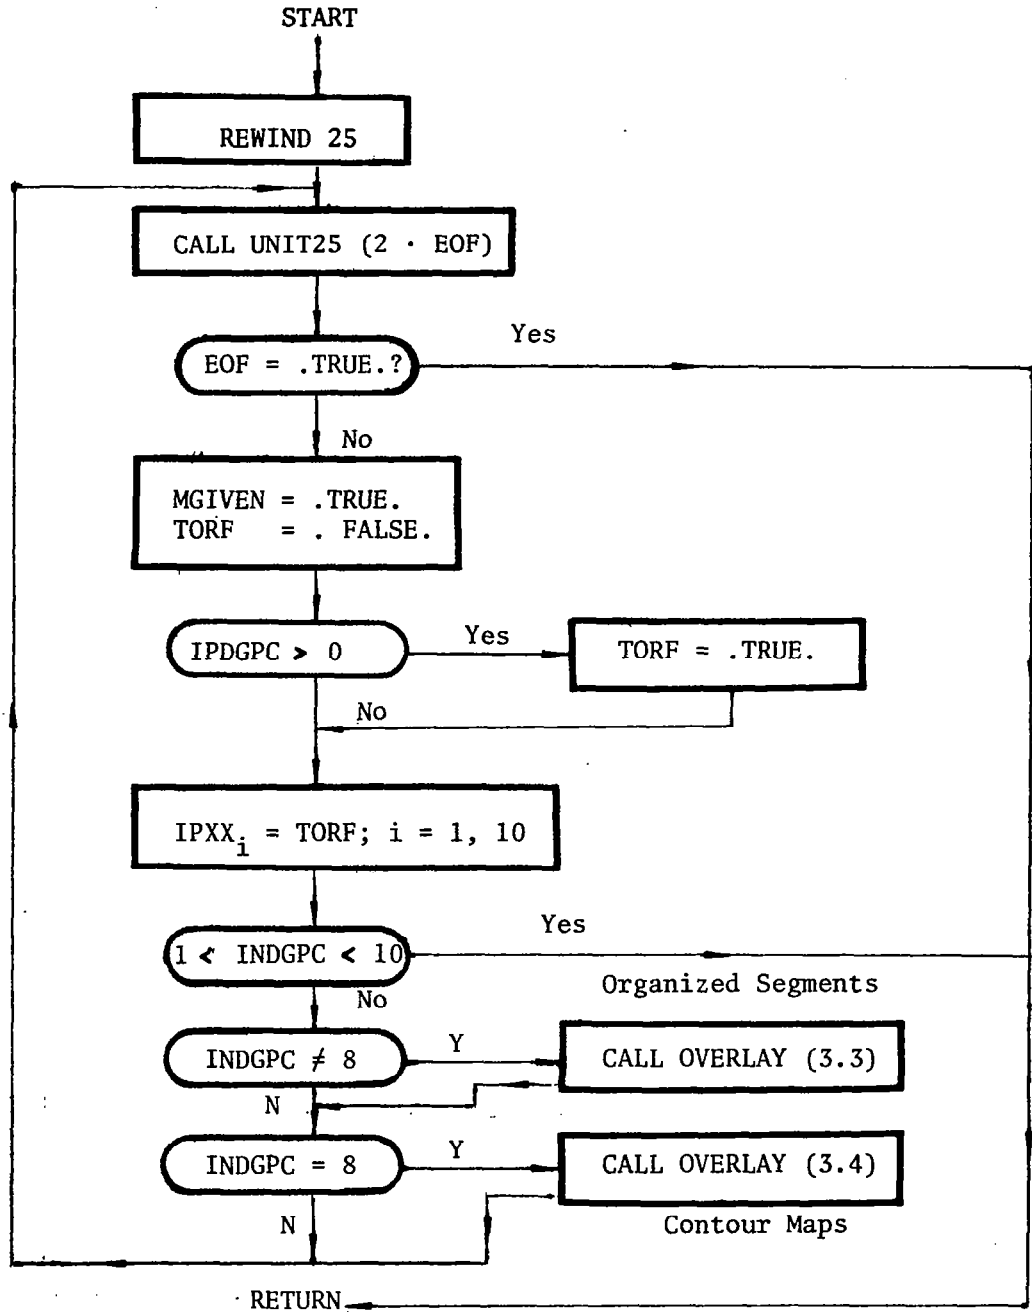 START
REWIND 25
CALL UNIT25 (2 · EOF)
Yes
EOF = .TRUE.?
No
MGIVEN = .TRUE.
TORF = . FALSE.
IPDGPC > 0
Yes
TORF = .TRUE.
No
IPXXi = TORF; i = 1, 10
Yes
1 < INDGPC < 10
Organized Segments
No
INDGPC ≠ 8
Y
CALL OVERLAY (3.3)
N
INDGPC = 8
Y
CALL OVERLAY (3.4)
N
Contour Maps
RETURN